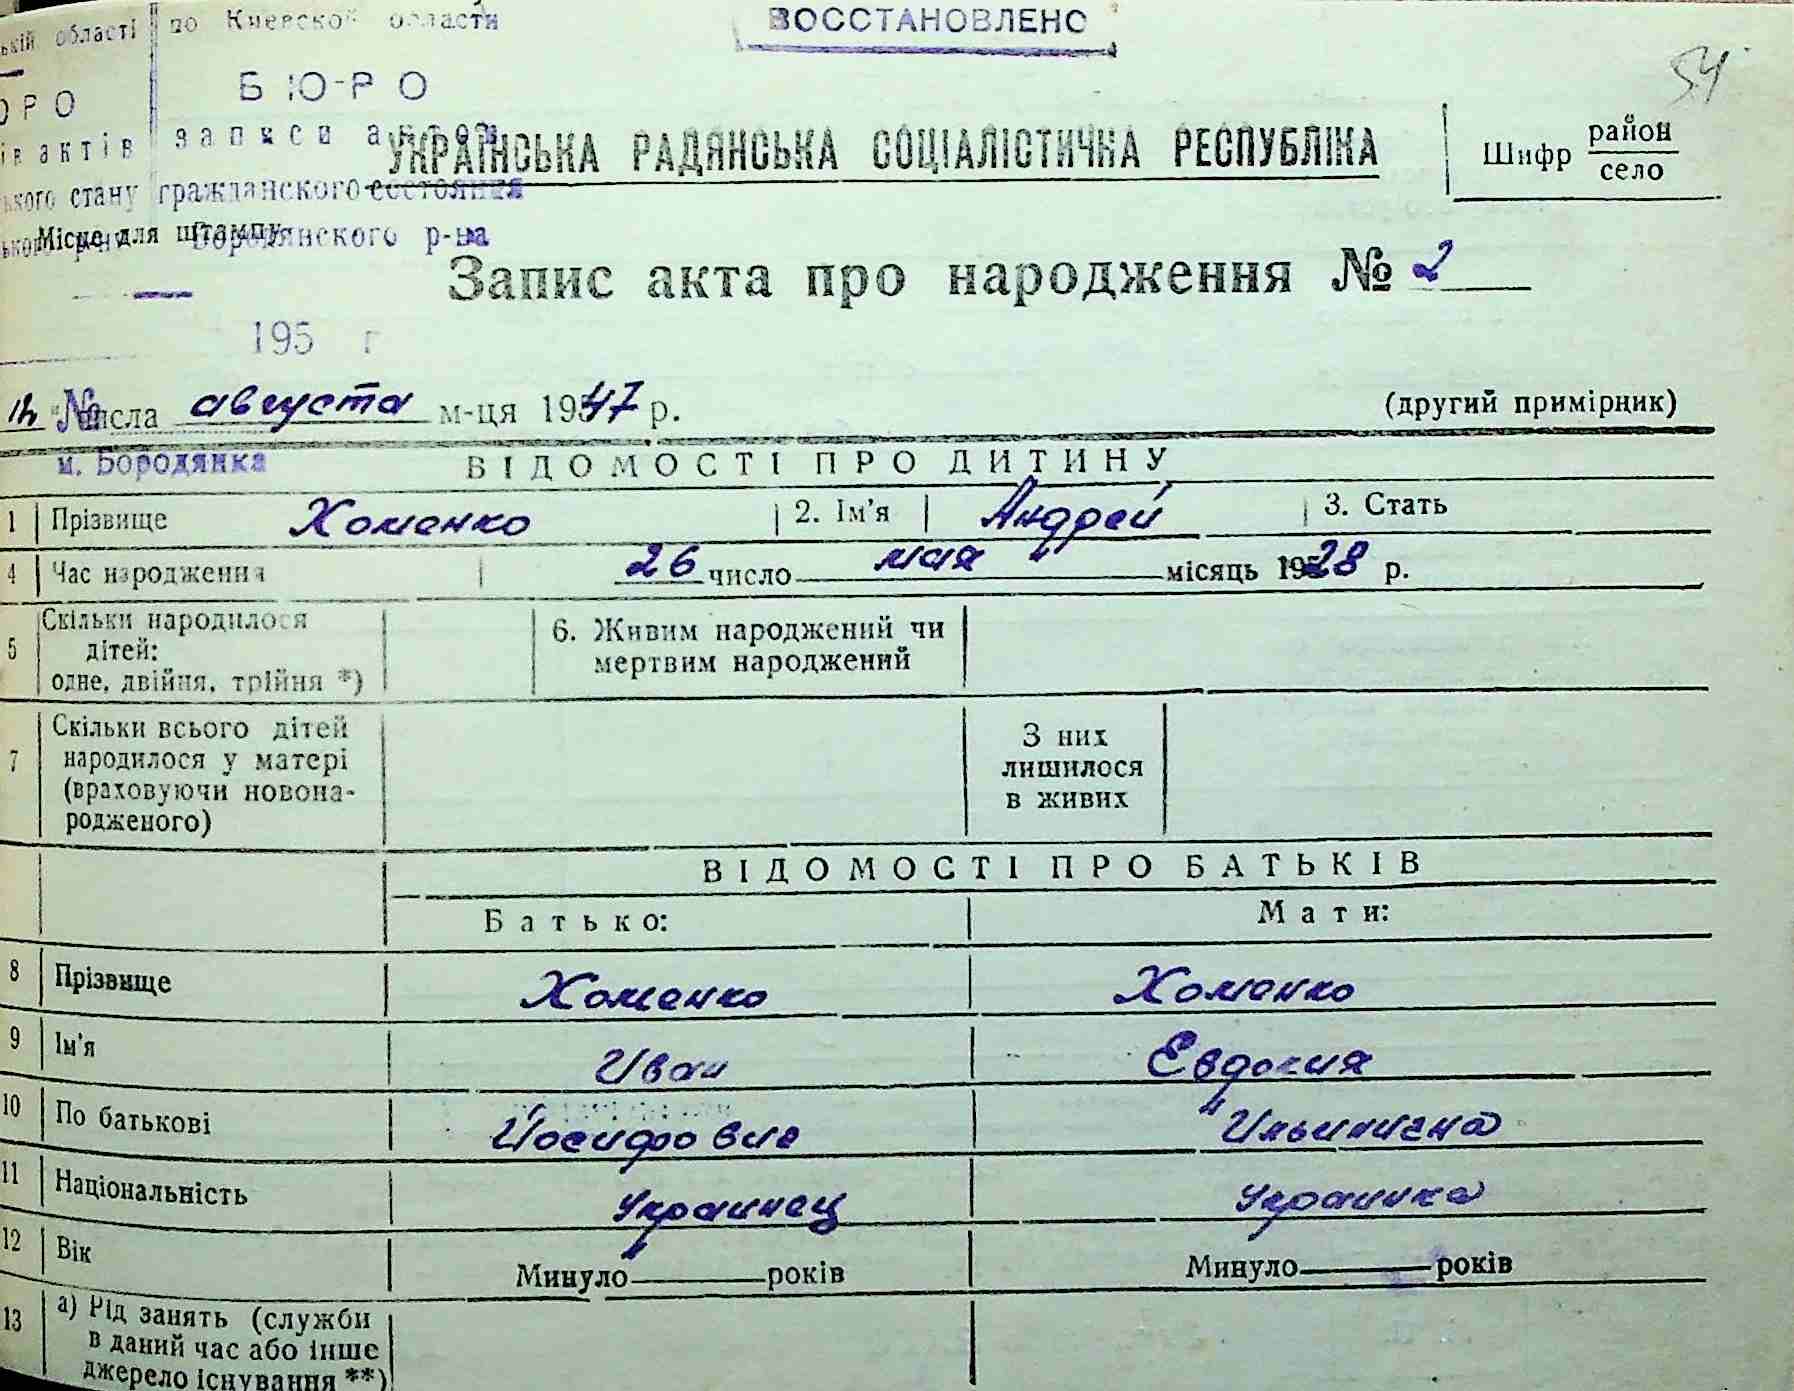 ВОССТАНОВЛЕНО
54
ькій області по Киевской области
БЮРО
ЮРО
ів актів записи актов
УКРАЇНСЬКА РАДЯНСЬКА СОЦІАЛІСТИЧНА РЕСПУБЛІКА
Шифр район
село
ького стану гражданского состояния
Місце для штампу Бородянского р-на
Запис акта про народження № 2
195 г
№
числа августа м-ця 1947 р.
(другий примірник)
м. Бородянка
ВІДОМОСТІ ПРО ДИТИНУ
1 Прізвище Хоменко 2. Ім'я Андрей 3. Стать
4 Час народження 26 число мая місяць 1928 р.
5 Скільки народилося
дітей:
одне, двійня, трійня *)
6. Живим народжений чи
мертвим народжений
7 Скільки всього дітей
народилося у матері
(враховуючи новона-
родженого)
З них
лишилося
в живих
ВІДОМОСТІ ПРО БАТЬКІВ
Батько: Мати:
8 Прізвище Хоменко Хоменко
9 Ім'я Иван Евдокия
10 По батькові Йосифович Ильинична
11 Національність Украинец Украинка
12 Вік Минуло років Минуло років
13 а) Рід занять (служби
в даний час або інше
джерело існування **)